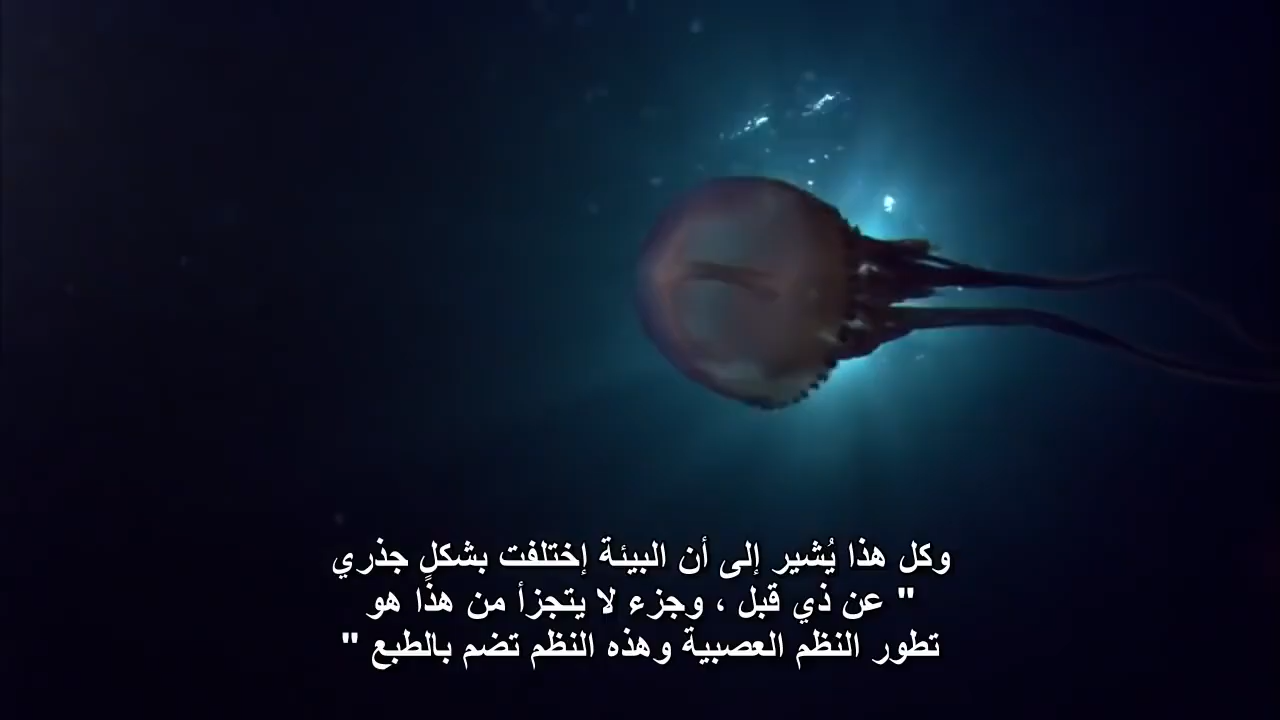 وكل هذا يُشير إلى أن البيئة إختلفت بشكلٍ جذري
" عن ذي قبل ، وجزء لا يتجزأ من هذا هو
تطور النظم العصبية وهذه النظم تضم بالطبع "